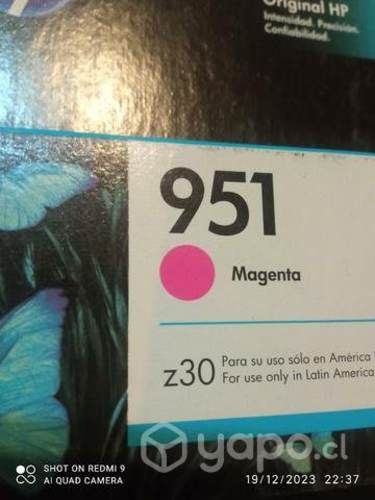 Original HP
Intensidad. Precisión.
Confiabilidad.
951
Magenta
z30
Para su uso sólo en América
For use only in Latin America
yapo.cl
SHOT ON REDMI 9
AI QUAD CAMERA
19/12/2023 22:37